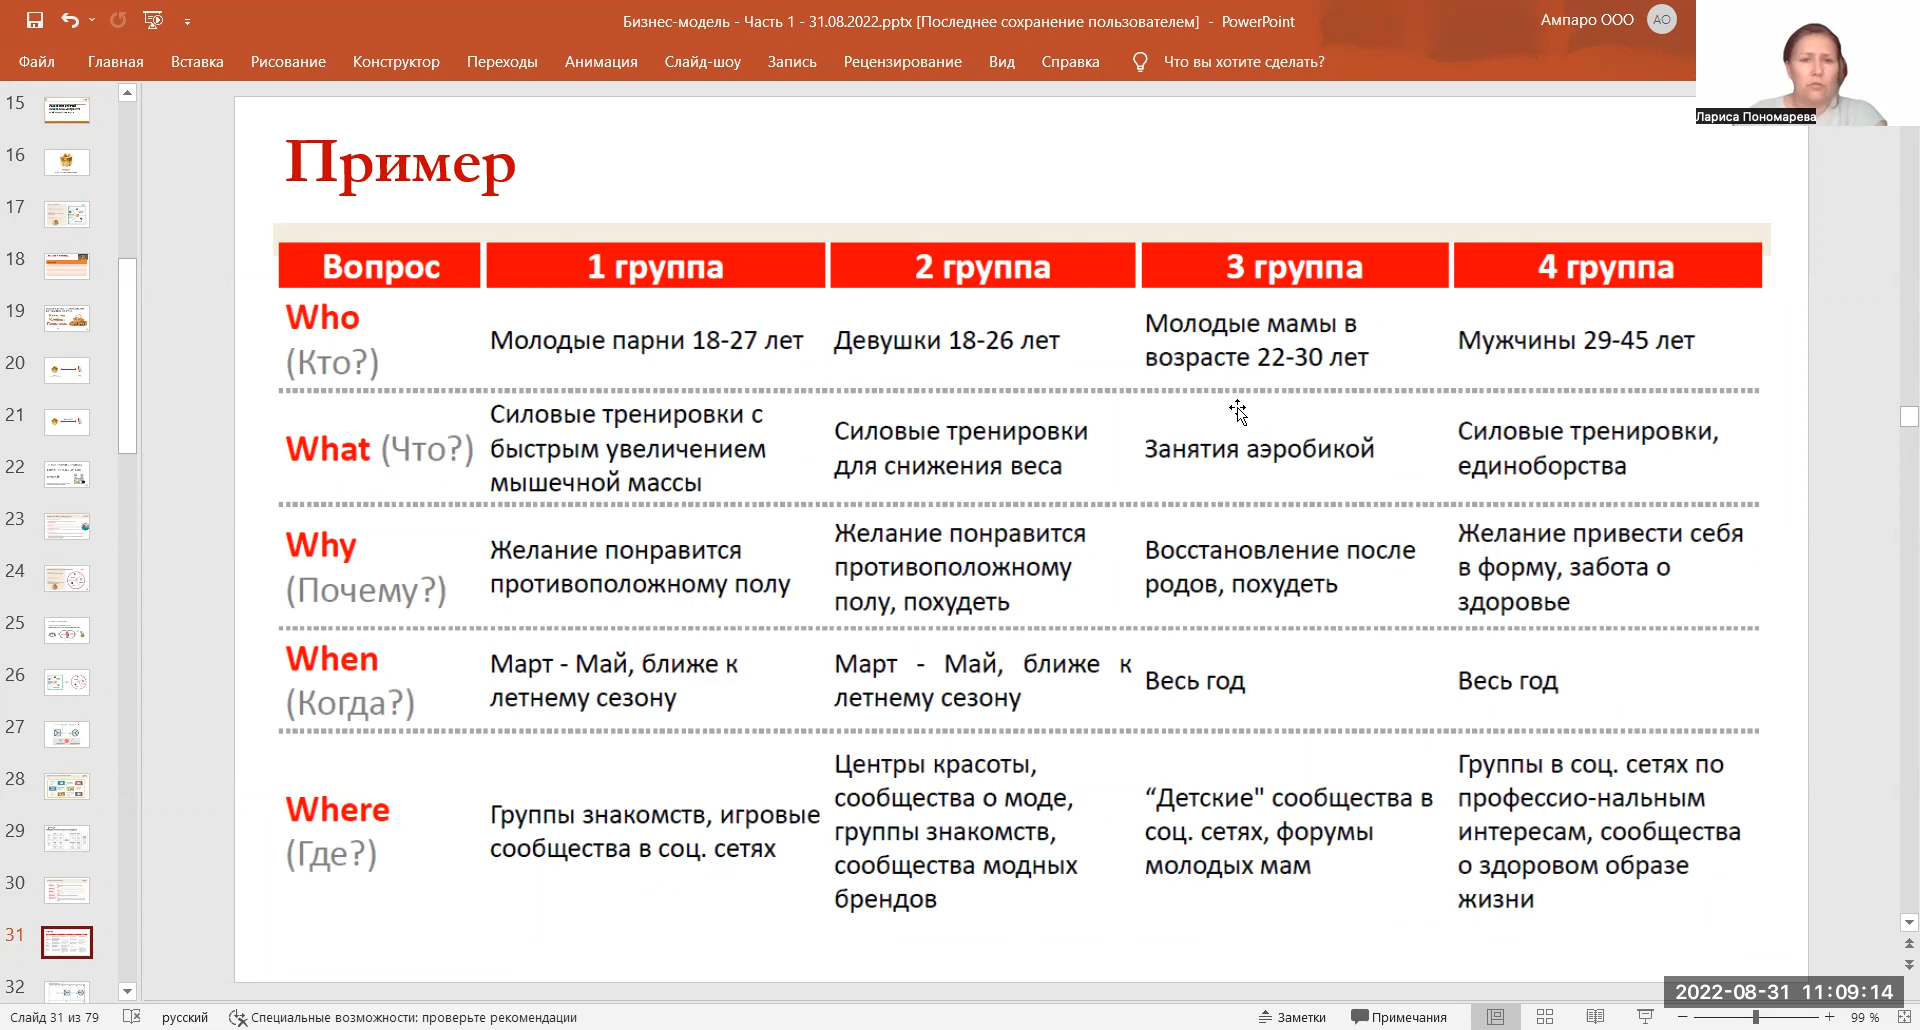 Бизнес-модель - Часть 1 - 31.08.2022.pptx [Последнее сохранение пользователем] - PowerPoint
Ампаро ООО
АО
Файл
Главная
Вставка
Рисование
Конструктор
Переходы
Анимация
Слайд-шоу
Запись
Рецензирование
Вид
Справка
Что вы хотите сделать?
Лариса Пономарева
15
16
17
18
19
20
21
22
23
24
25
26
27
28
29
30
31
32
Пример
Вопрос
1 группа
2 группа
3 группа
4 группа
Who
(Кто?)
Молодые парни 18-27 лет
Девушки 18-26 лет
Молодые мамы в
возрасте 22-30 лет
Мужчины 29-45 лет
What (Что?)
Силовые тренировки с
быстрым увеличением
мышечной массы
Силовые тренировки
для снижения веса
Занятия аэробикой
Силовые тренировки,
единоборства
Why
(Почему?)
Желание понравится
противоположному полу
Желание понравится
противоположному
полу, похудеть
Восстановление после
родов, похудеть
Желание привести себя
в форму, забота о
здоровье
When
(Когда?)
Март - Май, ближе к
летнему сезону
Март - Май, ближе к
летнему сезону
Весь год
Весь год
Where
(Где?)
Группы знакомств, игровые
сообщества в соц. сетях
Центры красоты,
сообщества о моде,
группы знакомств,
сообщества модных
брендов
“Детские" сообщества в
соц. сетях, форумы
молодых мам
Группы в соц. сетях по
профессио-нальным
интересам, сообщества
о здоровом образе
жизни
2022-08-31 11:09:14
Слайд 31 из 79
русский
Специальные возможности: проверьте рекомендации
Заметки
Примечания
99 %